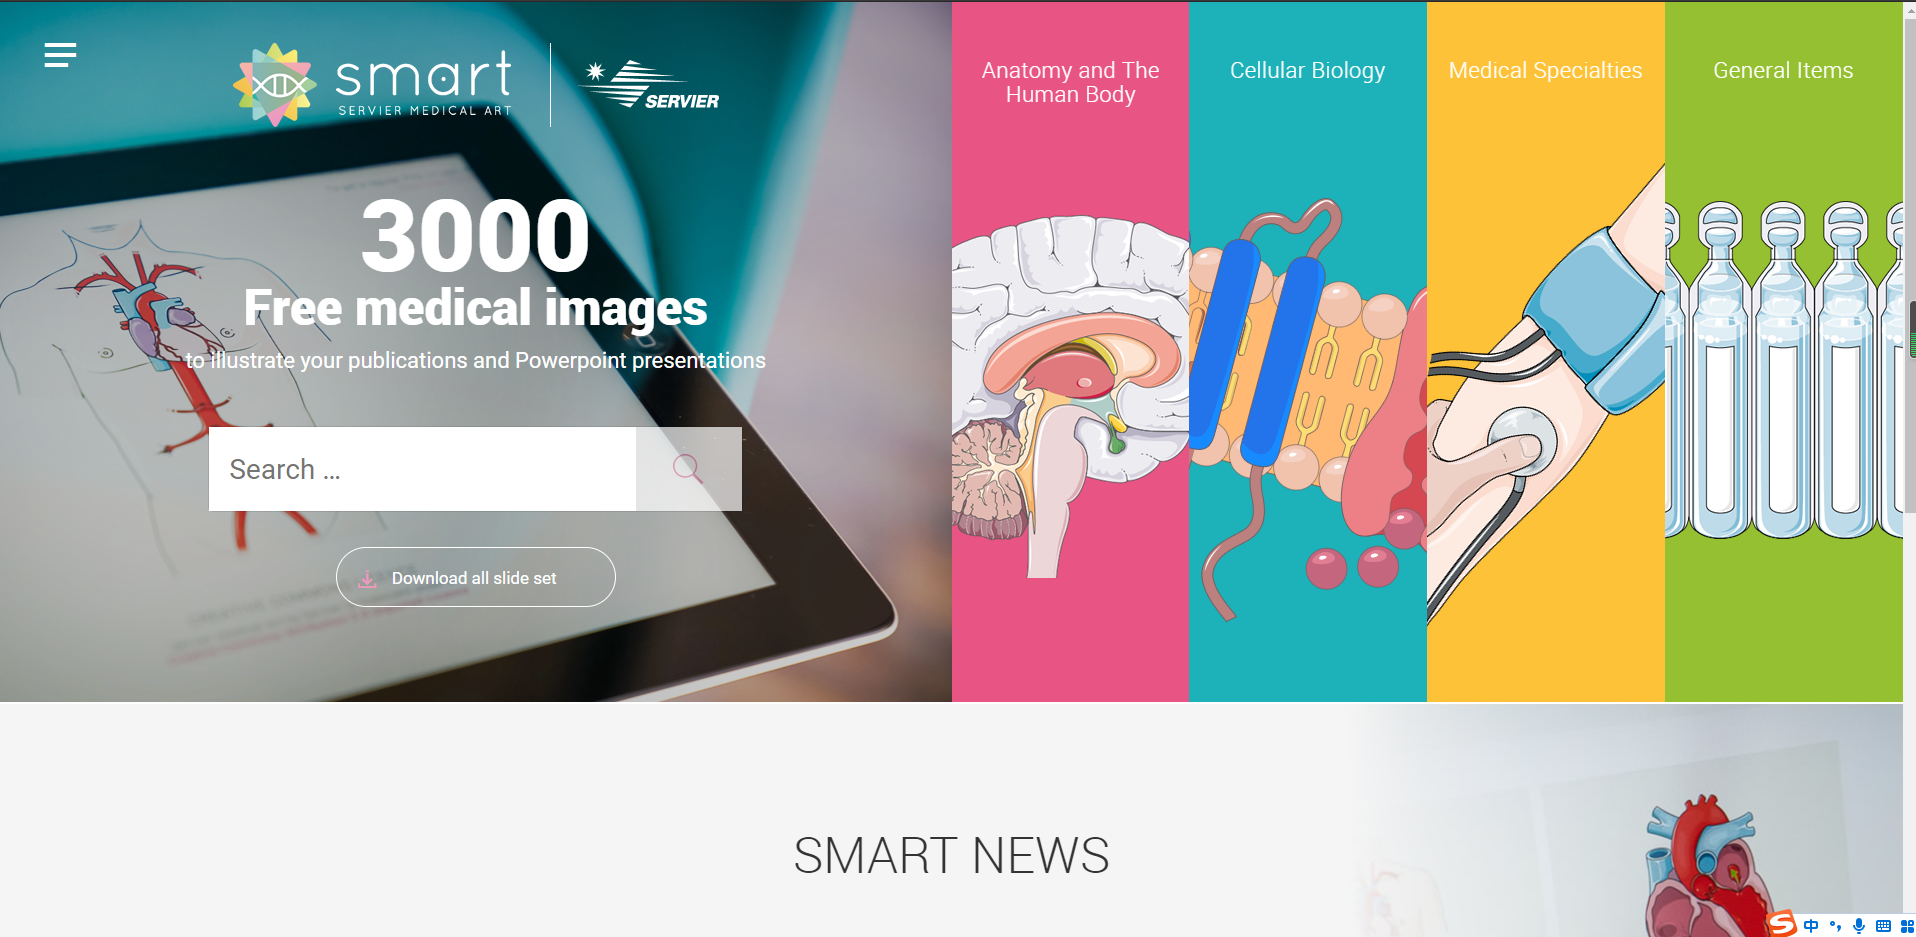 smart
SERVIER MEDICAL ART
SERVIER
3000
Free medical images
to illustrate your publications and Powerpoint presentations
Search ...
Download all slide set
Anatomy and The
Human Body
Cellular Biology
Medical Specialties
General Items
SMART NEWS
中